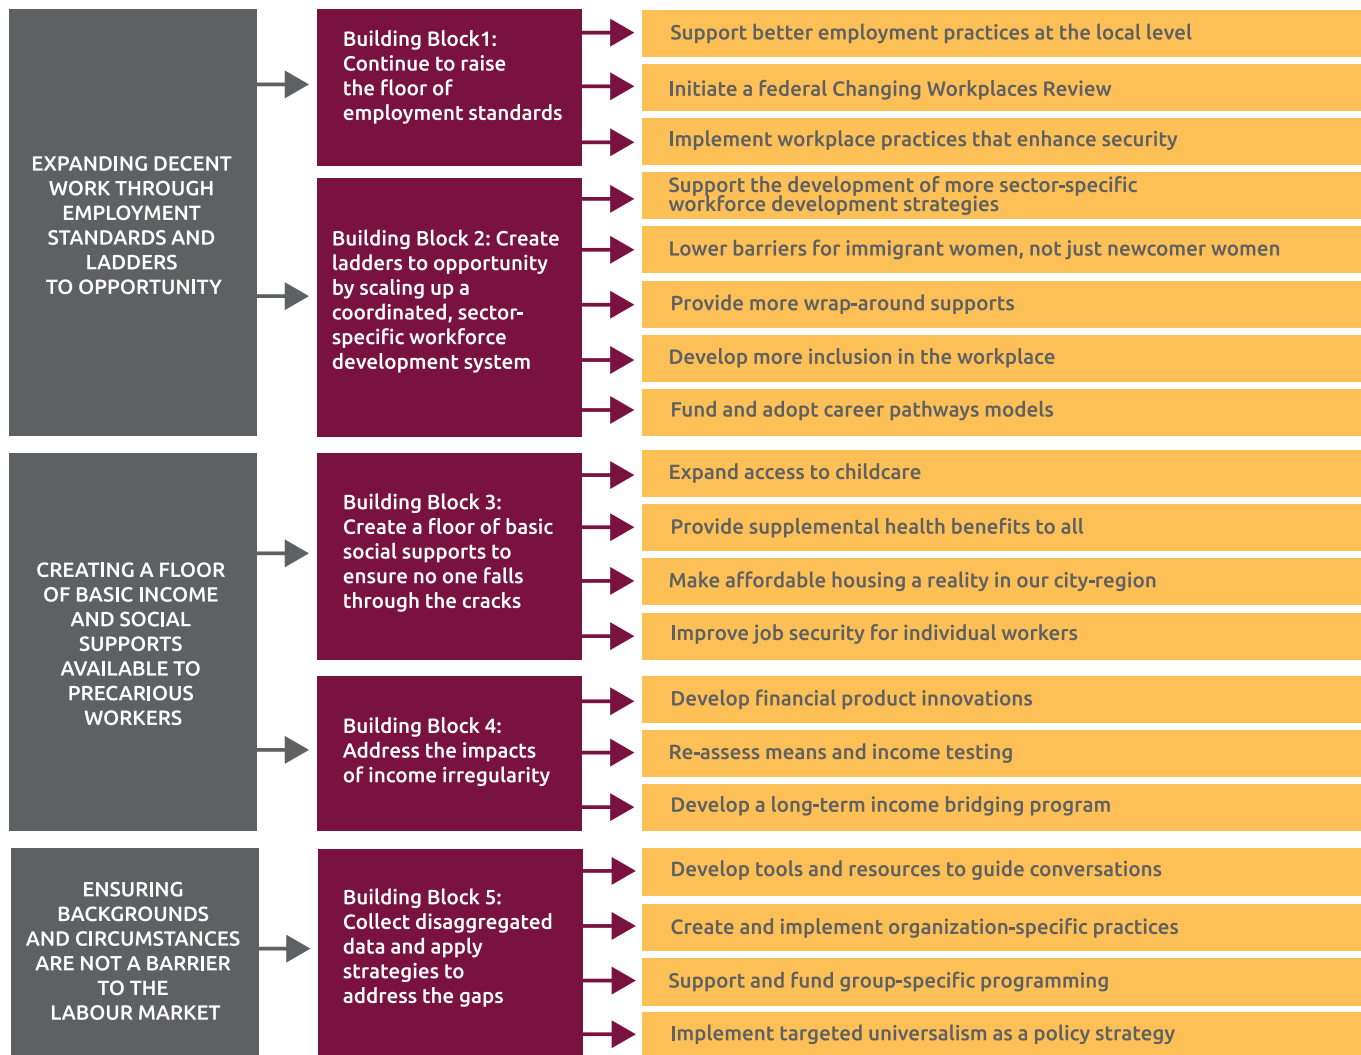 EXPANDING DECENT
WORK THROUGH
EMPLOYMENT
STANDARDS AND
LADDERS
TO OPPORTUNITY
Building Block1:
Continue to raise
the floor of
employment standards
Support better employment practices at the local level
Initiate a federal Changing Workplaces Review
Implement workplace practices that enhance security
Building Block 2: Create
ladders to opportunity
by scaling up a
coordinated, sector-
specific workforce
development system
Support the development of more sector-specific
workforce development strategies
Lower barriers for immigrant women, not just newcomer women
Provide more wrap-around supports
Develop more inclusion in the workplace
Fund and adopt career pathways models
CREATING A FLOOR
OF BASIC INCOME
AND SOCIAL
SUPPORTS
AVAILABLE TO
PRECARIOUS
WORKERS
Building Block 3:
Create a floor of basic
social supports to
ensure no one falls
through the cracks
Expand access to childcare
Provide supplemental health benefits to all
Make affordable housing a reality in our city-region
Improve job security for individual workers
Building Block 4:
Address the impacts
of income irregularity
Develop financial product innovations
Re-assess means and income testing
Develop a long-term income bridging program
ENSURING
BACKGROUNDS
AND CIRCUMSTANCES
ARE NOT A BARRIER
TO THE
LABOUR MARKET
Building Block 5:
Collect disaggregated
data and apply
strategies to
address the gaps
Develop tools and resources to guide conversations
Create and implement organization-specific practices
Support and fund group-specific programming
Implement targeted universalism as a policy strategy